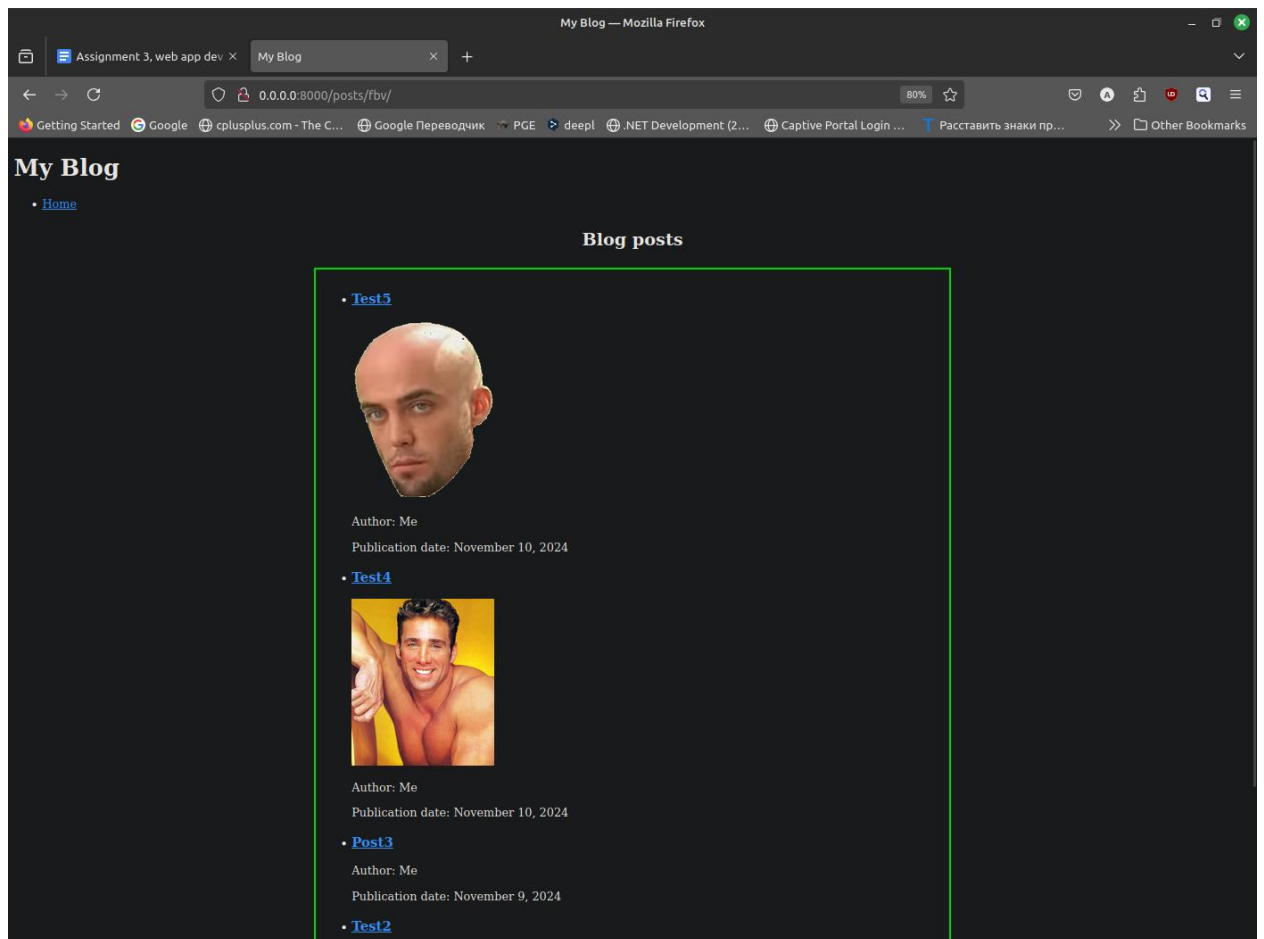 My Blog — Mozilla Firefox
Assignment 3, web app dev
My Blog
0.0.0.0:8000/posts/fbv/
80%
Getting Started
Google
cplusplus.com - The C...
Google Переводчик
PGE
deepl
.NET Development (2...
Captive Portal Login ...
Расставить знаки пр...
Other Bookmarks
My Blog
• Home
Blog posts
• Test5
Author: Me
Publication date: November 10, 2024
• Test4
Author: Me
Publication date: November 10, 2024
• Post3
Author: Me
Publication date: November 9, 2024
• Test2